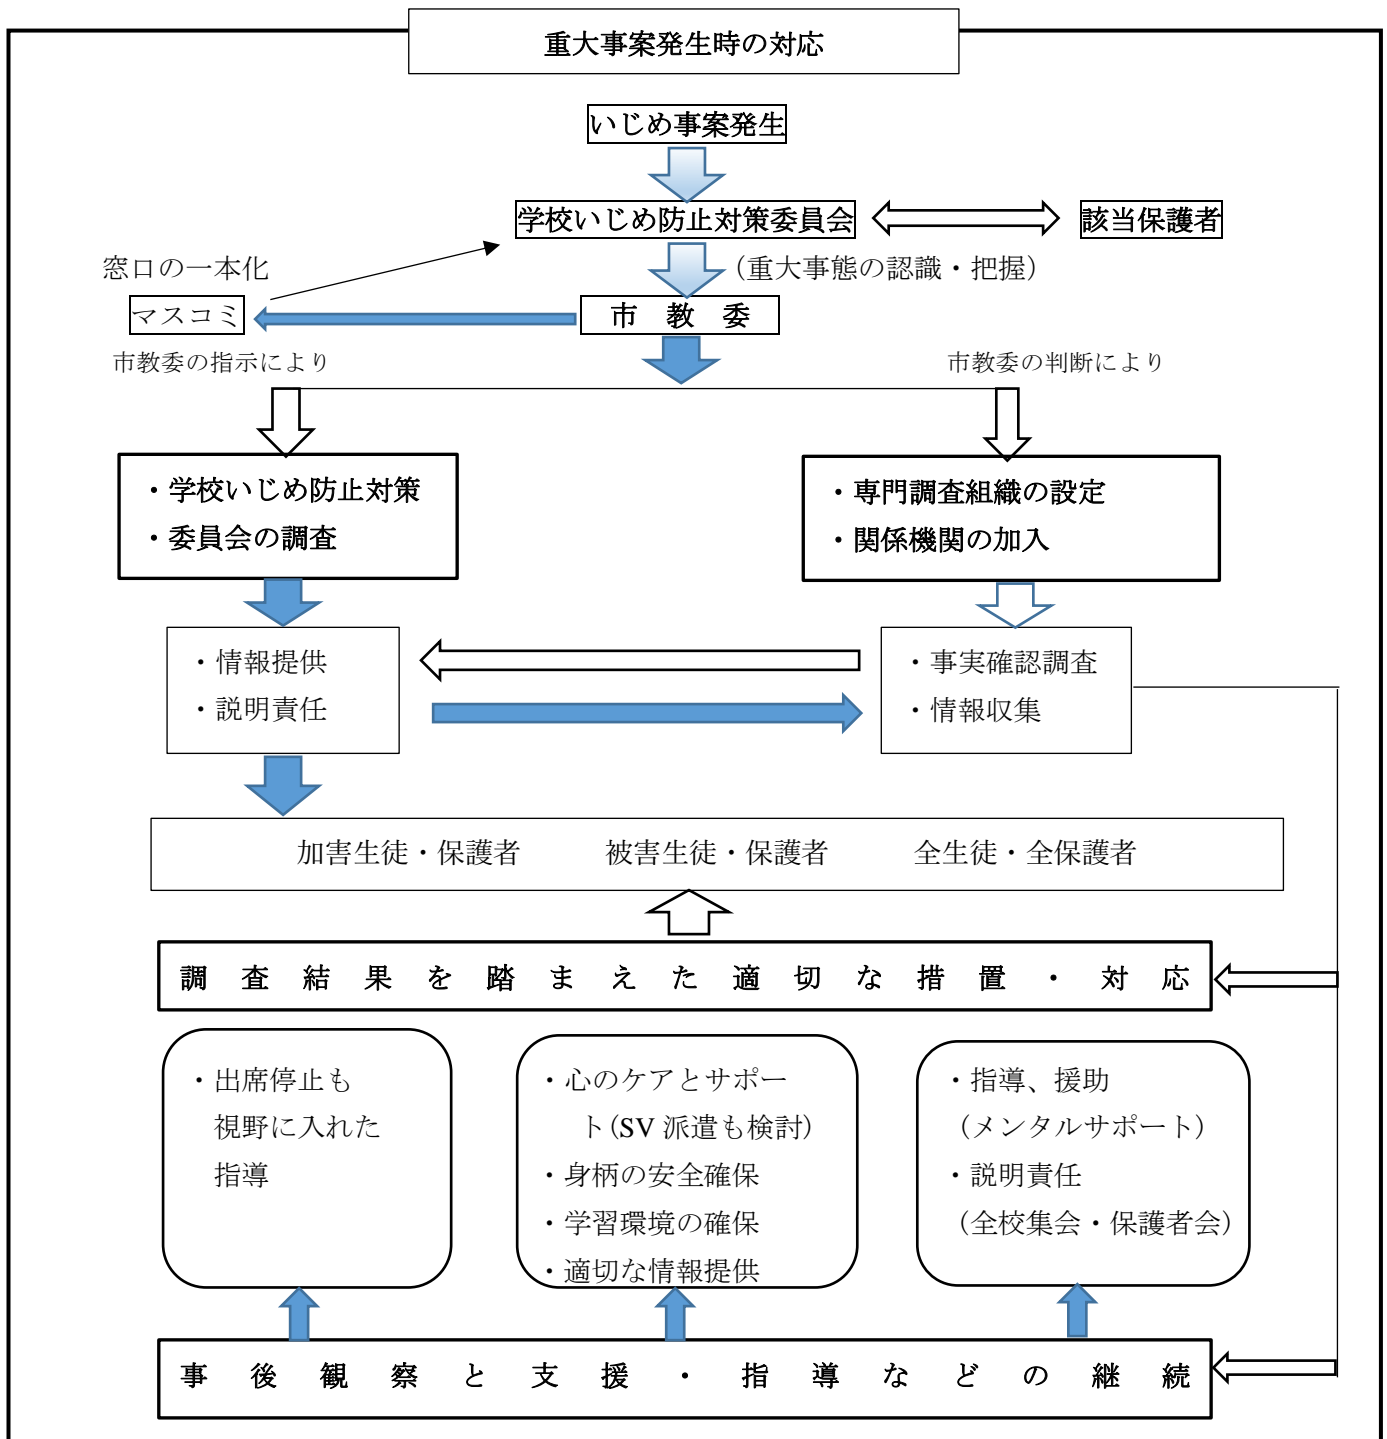 重大事案発生時の対応
いじめ事案発生
学校いじめ防止対策委員会
該当保護者
窓口の一本化
（重大事態の認識・把握）
マスコミ
市　教　委
市教委の指示により
市教委の判断により
・学校いじめ防止対策
・委員会の調査
・専門調査組織の設定
・関係機関の加入
・情報提供
・説明責任
・事実確認調査
・情報収集
加害生徒・保護者　　　被害生徒・保護者　　　全生徒・全保護者
調査結果を踏まえた適切な措置・対応
・出席停止も
視野に入れた
指導
・心のケアとサポー
ト（SV 派遣も検討）
・身柄の安全確保
・学習環境の確保
・適切な情報提供
・指導、援助
（メンタルサポート）
・説明責任
（全校集会・保護者会）
事後観察と支援・指導などの継続